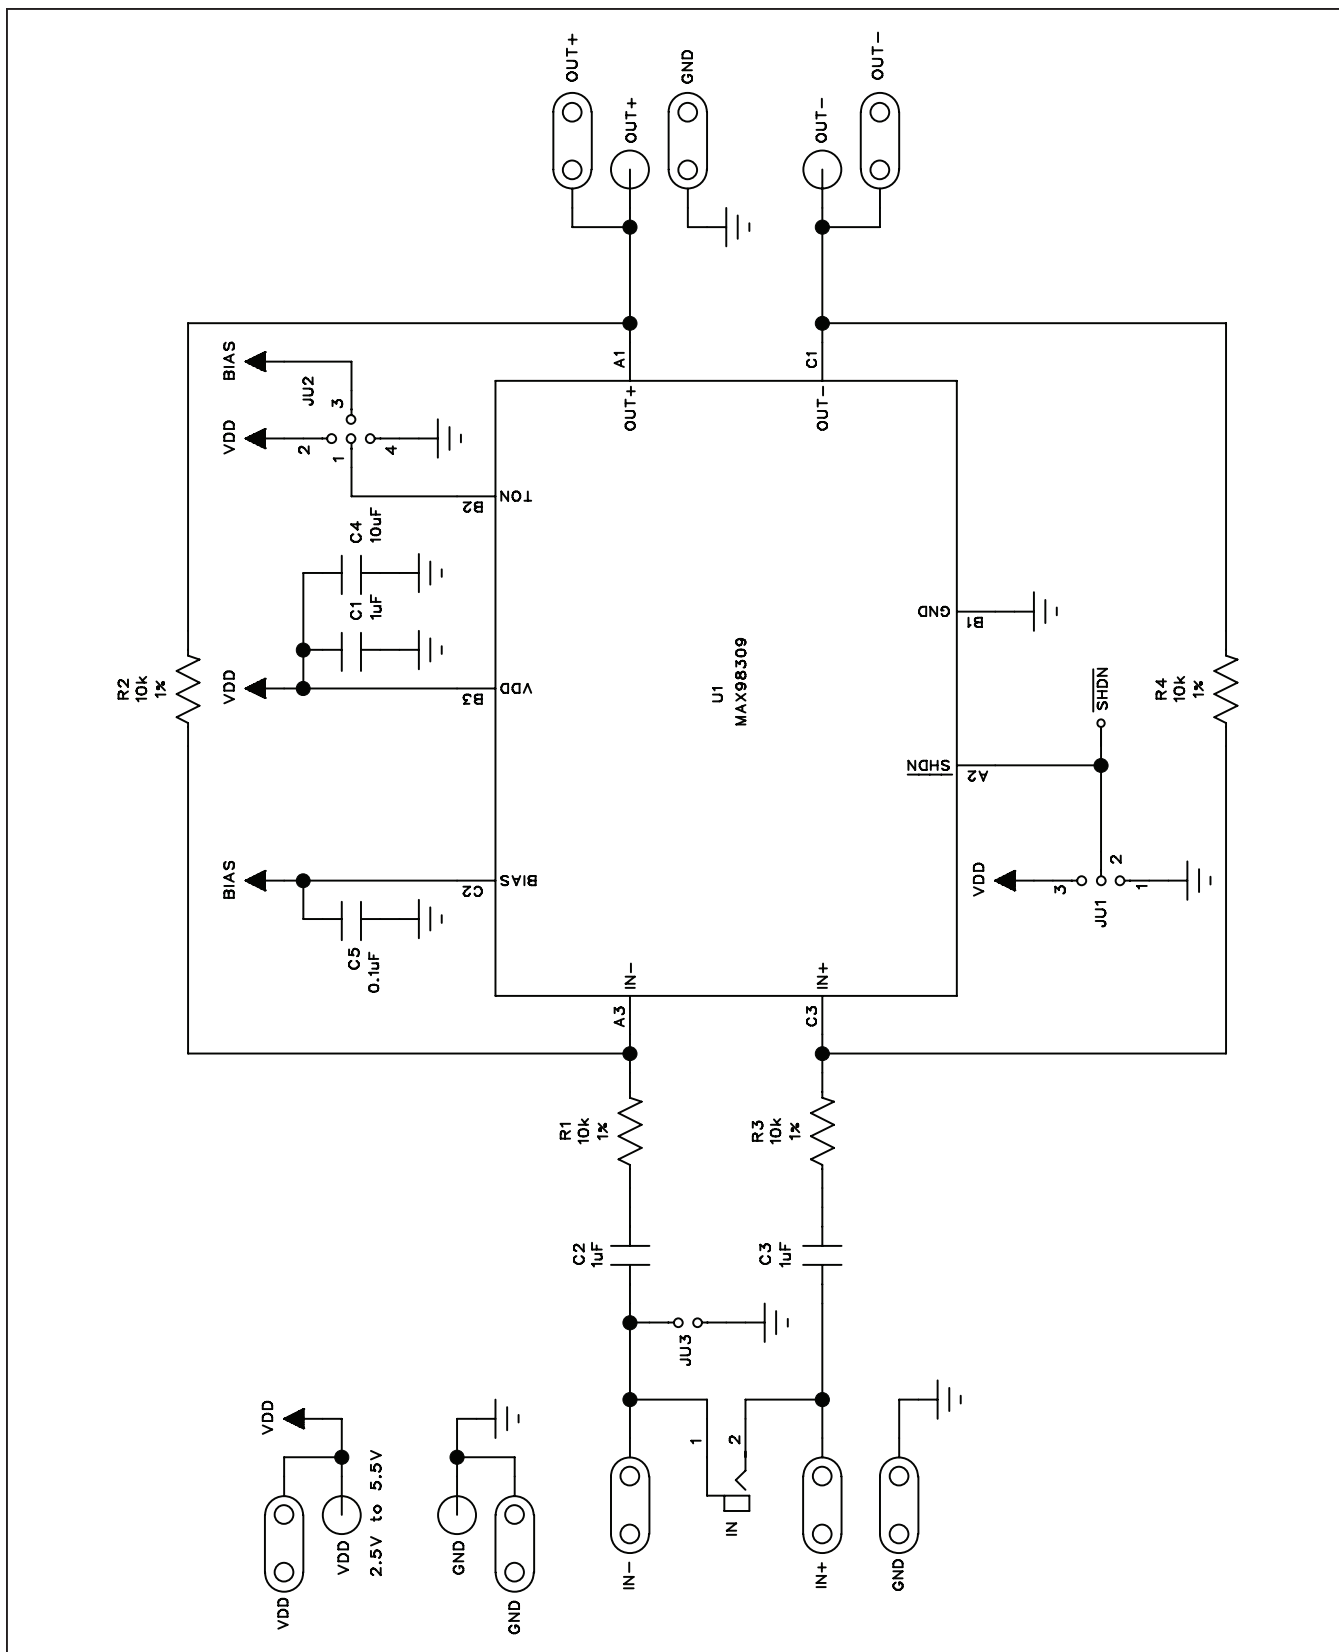 VDD
VDD
2.5V to 5.5V
VDD
GND
GND
IN-
IN
1
2
IN+
GND
JU3
C2
1uF
C3
1uF
R1
10k
1%
R3
10k
1%
R2
10k
1%
R4
10k
1%
BIAS
C5
0.1uF
VDD
C1
1uF
C4
10uF
VDD
BIAS
JU2
2
1
3
4
A3
IN-
C3
IN+
C2
BIAS
B3
VDD
B2
TON
U1
MAX98309
SHDN
A2
GND
B1
VDD
3
2
1
JU1
SHDN
OUT+
A1
OUT-
C1
OUT+
OUT+
GND
OUT-
OUT-